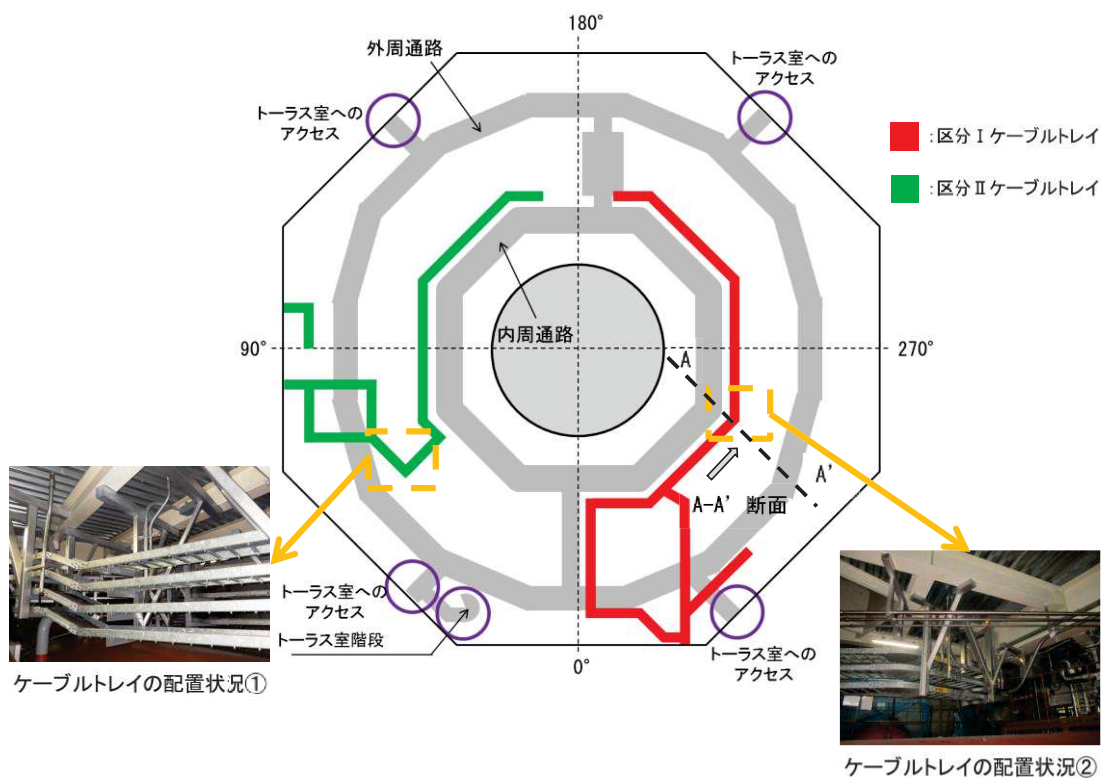 180°
外周通路
トーラス室への
アクセス
トーラス室への
アクセス
:区分Ⅰケーブルトレイ
:区分Ⅱケーブルトレイ
内周通路
90°
270°
A
A'
A-A' 断面
トーラス室への
アクセス
トーラス室階段
0°
トーラス室への
アクセス
ケーブルトレイの配置状況①
ケーブルトレイの配置状況②